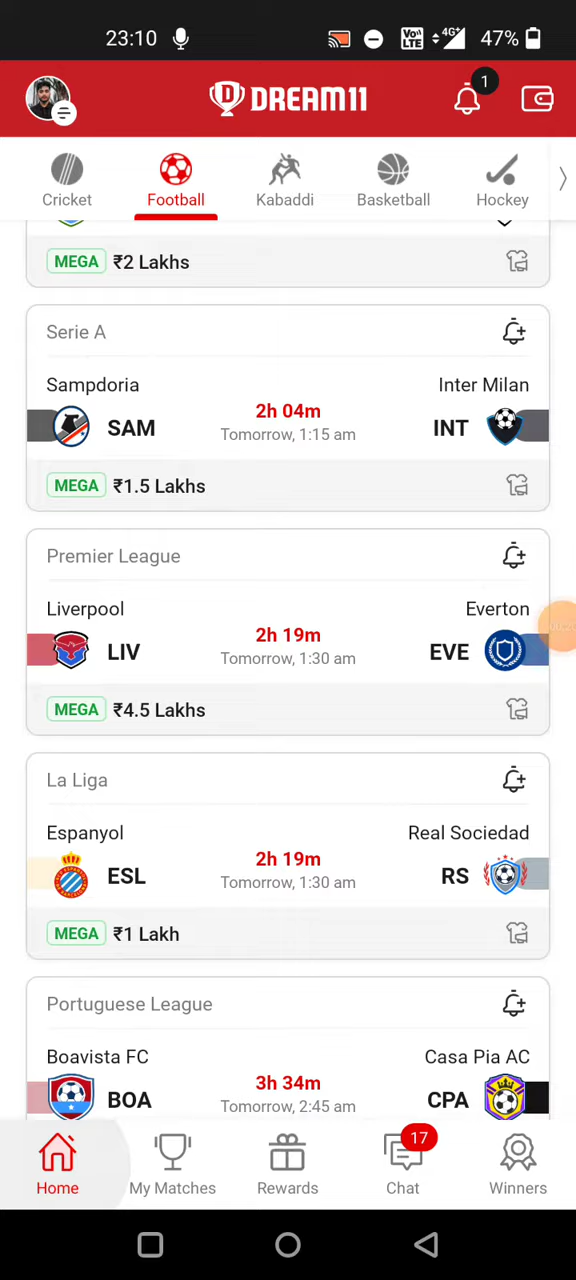 23:10
Vo
LTE
4G+
47%
D
DREAM11
1
Cricket
Football
Kabaddi
Basketball
Hockey
MEGA ₹2 Lakhs
Serie A
Sampdoria
Inter Milan
SAM
2h 04m
Tomorrow, 1:15 am
INT
MEGA ₹1.5 Lakhs
Premier League
Liverpool
Everton
LIV
2h 19m
Tomorrow, 1:30 am
EVE
MEGA ₹4.5 Lakhs
La Liga
Espanyol
Real Sociedad
ESL
2h 19m
Tomorrow, 1:30 am
RS
MEGA ₹1 Lakh
Portuguese League
Boavista FC
Casa Pia AC
BOA
3h 34m
Tomorrow, 2:45 am
CPA
Home
My Matches
Rewards
17
Chat
Winners